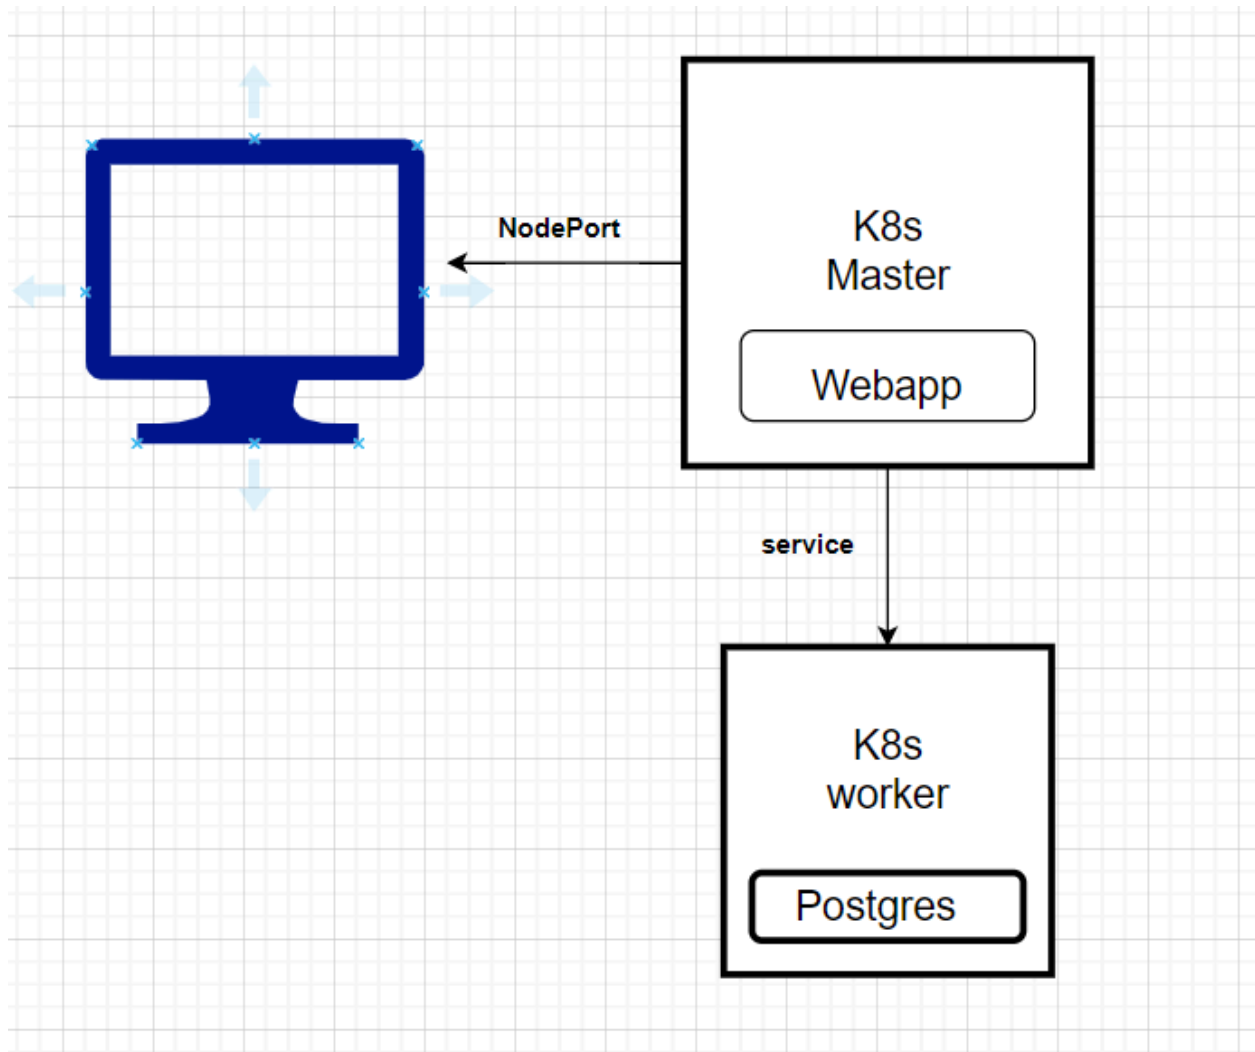 NodePort
K8s
Master
Webapp
service
K8s
worker
Postgres